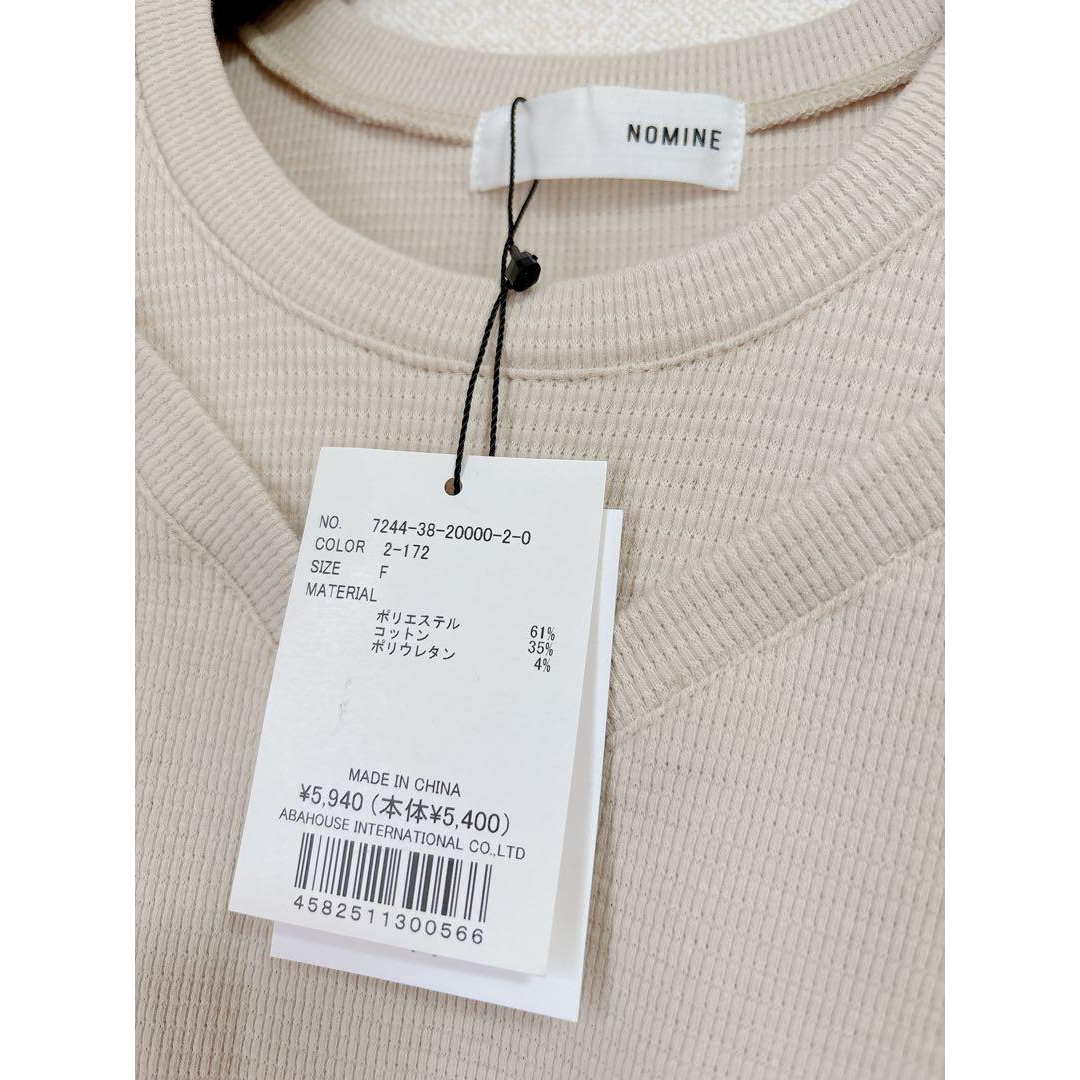 NOMINE
NO. 7244-38-20000-2-0
COLOR 2-172
SIZE F
MATERIAL
ポリエステル 61%
コットン 35%
ポリウレタン 4%
MADE IN CHINA
¥5,940(本体¥5,400)
ABAHOUSE INTERNATIONAL CO.,LTD
4582511300566